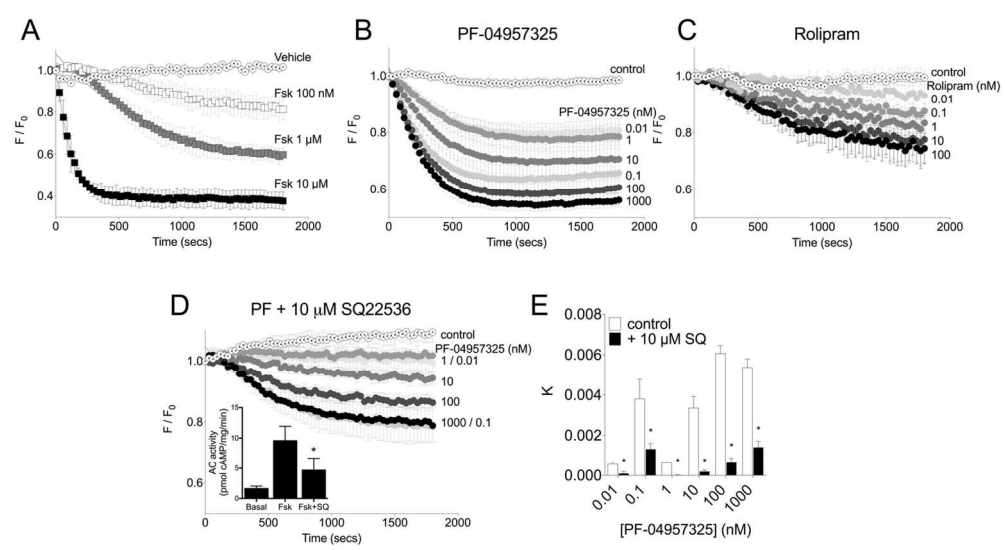 A
Vehicle
Fsk 100 nM
Fsk 1 µM
Fsk 10 µM
F / F0
1.0
0.8
0.6
0.4
0
500
1000
1500
2000
Time (secs)
B
PF-04957325
control
PF-04957325 (nM)
0.01
1
10
0.1
100
1000
F / F0
1.0
0.8
0.6
0
500
1000
1500
2000
Time (secs)
C
Rolipram
control
Rolipram (nM)
0.01
0.1
1
10
100
F / F0
1.0
0.8
0.6
0
500
1000
1500
2000
Time (secs)
D
PF + 10 µM SQ22536
control
PF-04957325 (nM)
1 / 0.01
10
100
1000 / 0.1
F / F0
1.0
0.8
0.6
0
500
1000
1500
2000
Time (secs)
AC activity
(pmol cAMP/mg/min)
15
10
5
0
*
Basal
Fsk
Fsk+SQ
E
control
+ 10 µM SQ
K
0.008
0.006
0.004
0.002
0.000
*
*
*
*
*
*
0.01
0.1
1
10
100
1000
[PF-04957325] (nM)